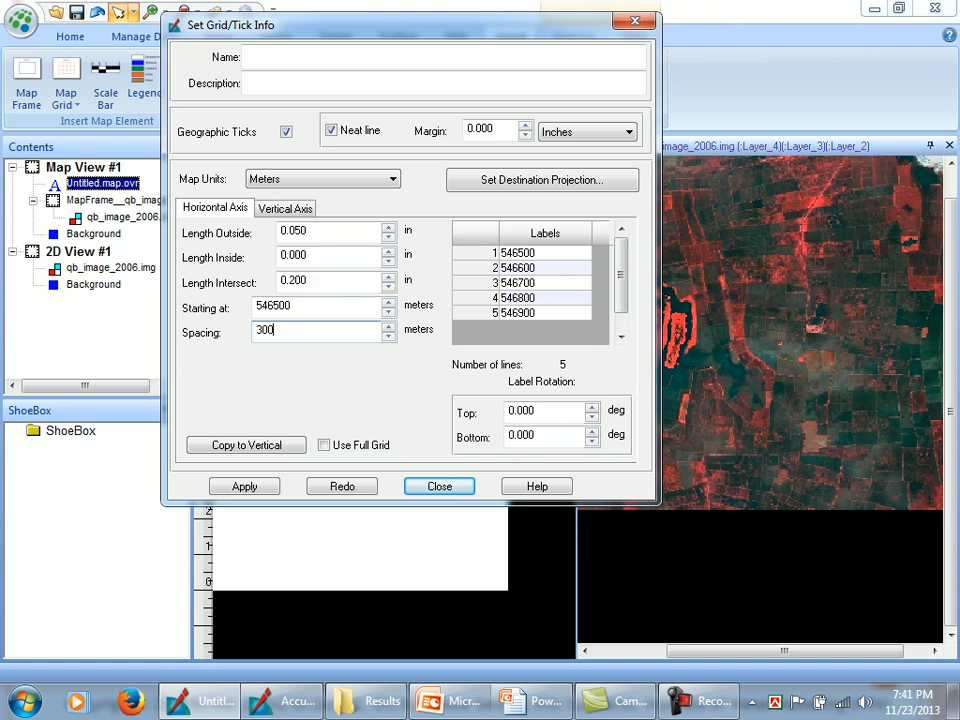 Set Grid/Tick Info
Home
Manage D
Map Frame
Map Grid
Scale Bar
Legend
Insert Map Element
Name:
Description:
Geographic Ticks
Neat line
Margin:
0.000
Inches
Map Units:
Meters
Set Destination Projection...
Horizontal Axis
Vertical Axis
Length Outside:
0.050
in
Length Inside:
0.000
in
Length Intersect:
0.200
in
Starting at:
546500
meters
Spacing:
300
meters
Labels
1 546500
2 546600
3 546700
4 546800
5 546900
Number of lines: 5
Label Rotation:
Top:
0.000
deg
Bottom:
0.000
deg
Copy to Vertical
Use Full Grid
Apply
Redo
Close
Help
Contents
Map View #1
Untitled.map.ovr
MapFrame__qb_imag
qb_image_2006.
Background
2D View #1
qb_image_2006.img
Background
ShoeBox
ShoeBox
image_2006.img (:Layer_4)(:Layer_3)(:Layer_2)
2
1
0
Untitl...
Accu...
Results
Micr...
Pow...
Cam...
Reco...
7:41 PM
11/23/2013